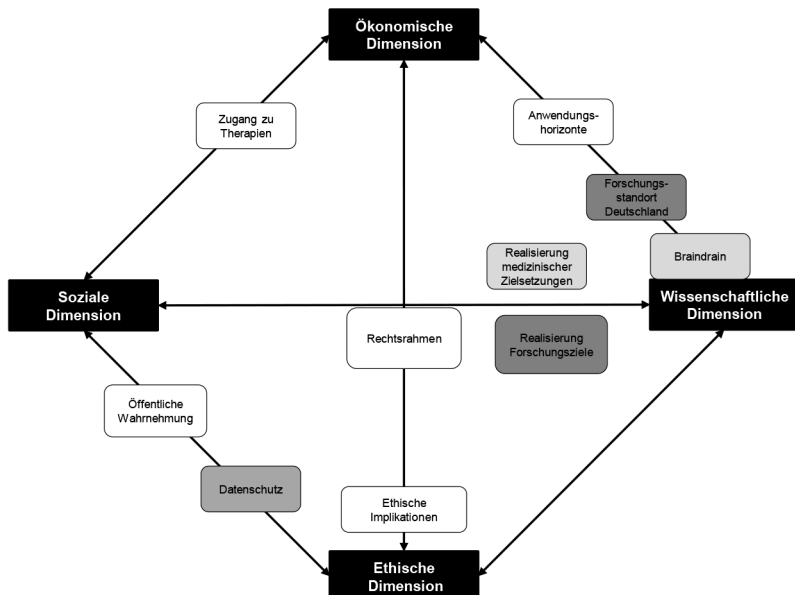 Ökonomische
Dimension
Zugang zu
Therapien
Anwendungs-
horizonte
Forschungs-
standort
Deutschland
Realisierung
medizinischer
Zielsetzungen
Braindrain
Soziale
Dimension
Wissenschaftliche
Dimension
Rechtsrahmen
Realisierung
Forschungsziele
Öffentliche
Wahrnehmung
Datenschutz
Ethische
Implikationen
Ethische
Dimension